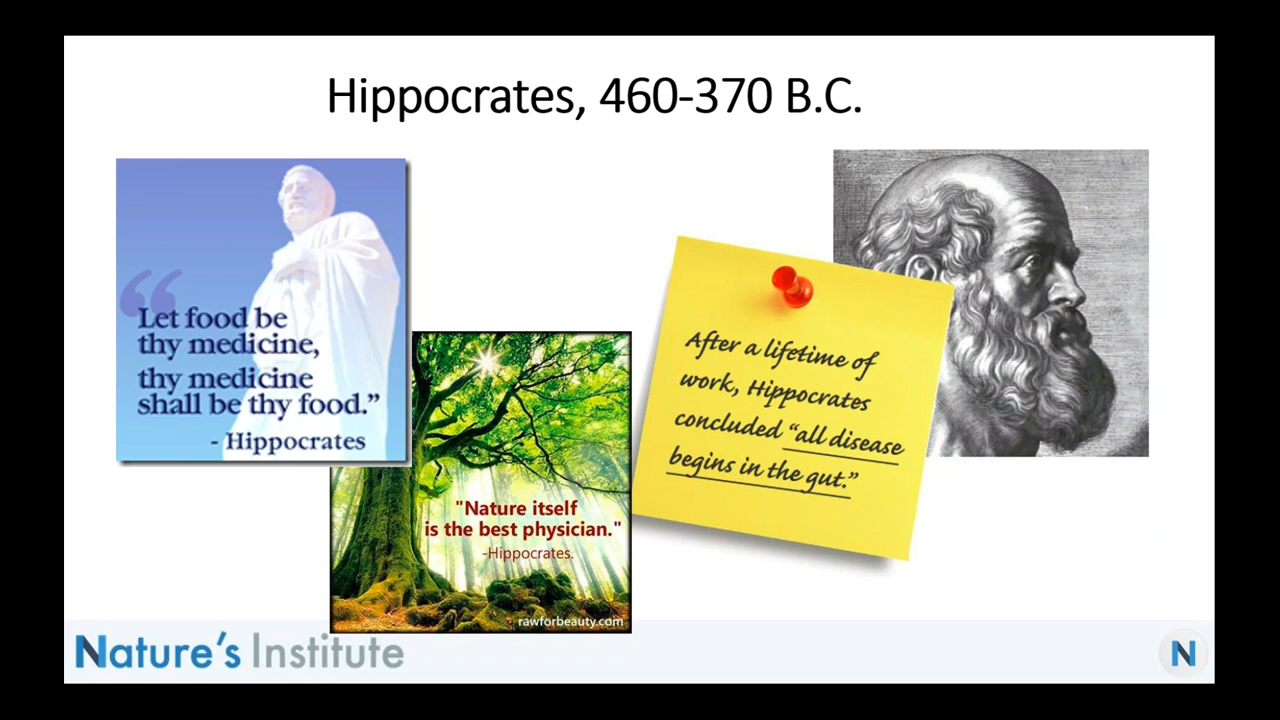 Hippocrates, 460-370 B.C.
“
Let food be
thy medicine,
thy medicine
shall be thy food.”
- Hippocrates
"Nature itself
is the best physician."
-Hippocrates.
rawforbeauty.com
After a lifetime of
work, Hippocrates
concluded “all disease
begins in the gut.”
Nature’s Institute
N